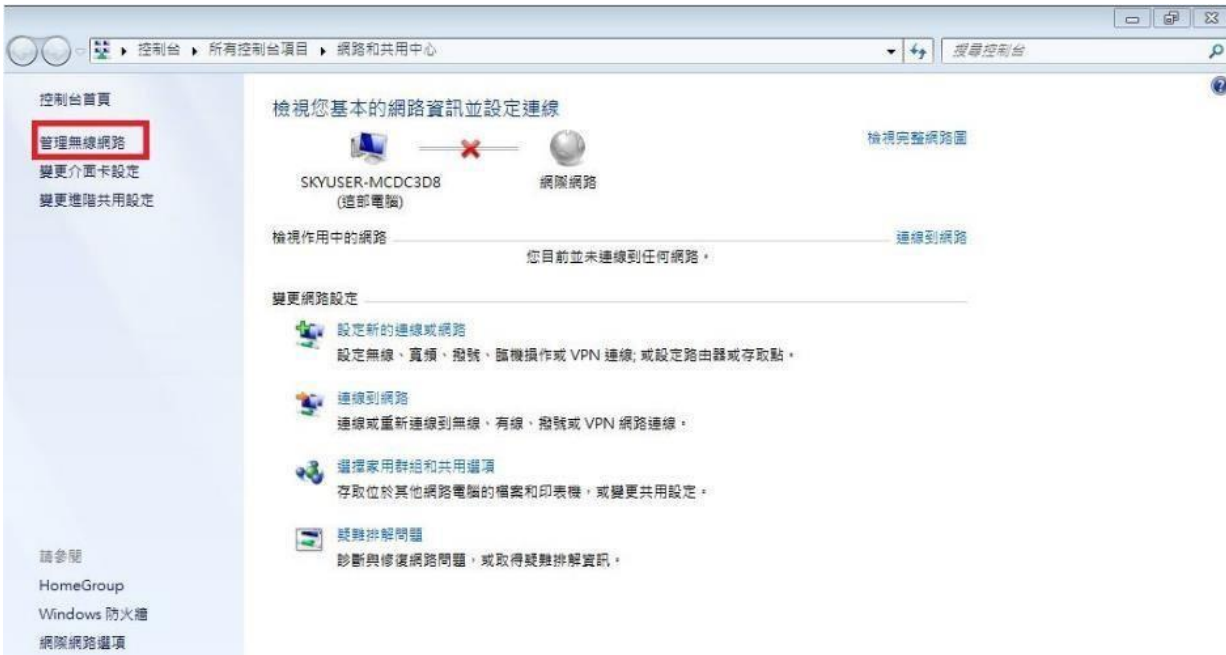 控制台 ▸ 所有控制台項目 ▸ 網路和共用中心
搜尋控制台
控制台首頁
管理無線網路
變更介面卡設定
變更進階共用設定
檢視您基本的網路資訊並設定連線
檢視完整網路圖
SKYUSER-MCDC3D8
(這部電腦)
網際網路
檢視作用中的網路
連線到網路
您目前並未連線到任何網路。
變更網路設定
設定新的連線或網路
設定無線、寬頻、撥號、臨機操作或 VPN 連線; 或設定路由器或存取點。
連線到網路
連線或重新連線到無線、有線、撥號或 VPN 網路連線。
選擇家用群組和共用選項
存取位於其他網路電腦的檔案和印表機，或變更共用設定。
疑難排解問題
診斷與修復網路問題，或取得疑難排解資訊。
請參閱
HomeGroup
Windows 防火牆
網際網路選項